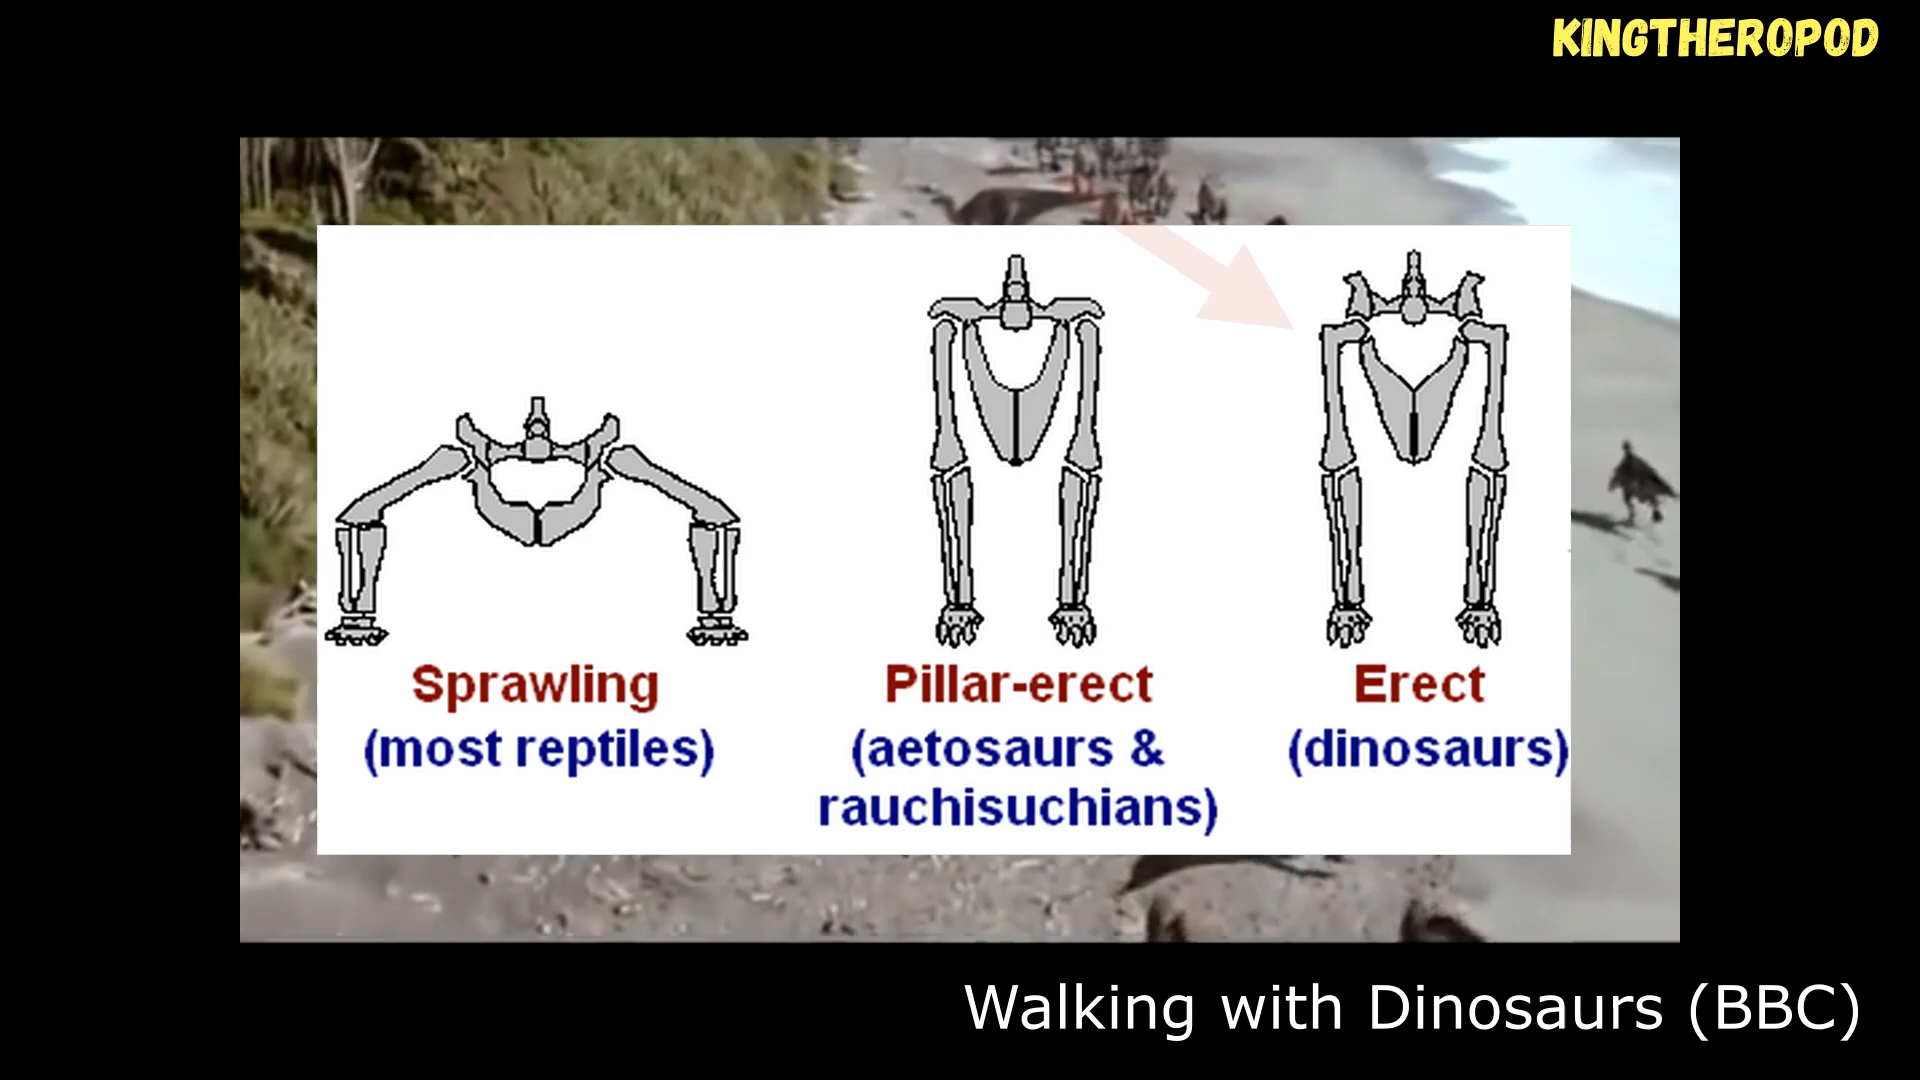 KINGTHEROPOD
Sprawling
(most reptiles)
Pillar-erect
(aetosaurs &
rauchisuchians)
Erect
(dinosaurs)
Walking with Dinosaurs (BBC)